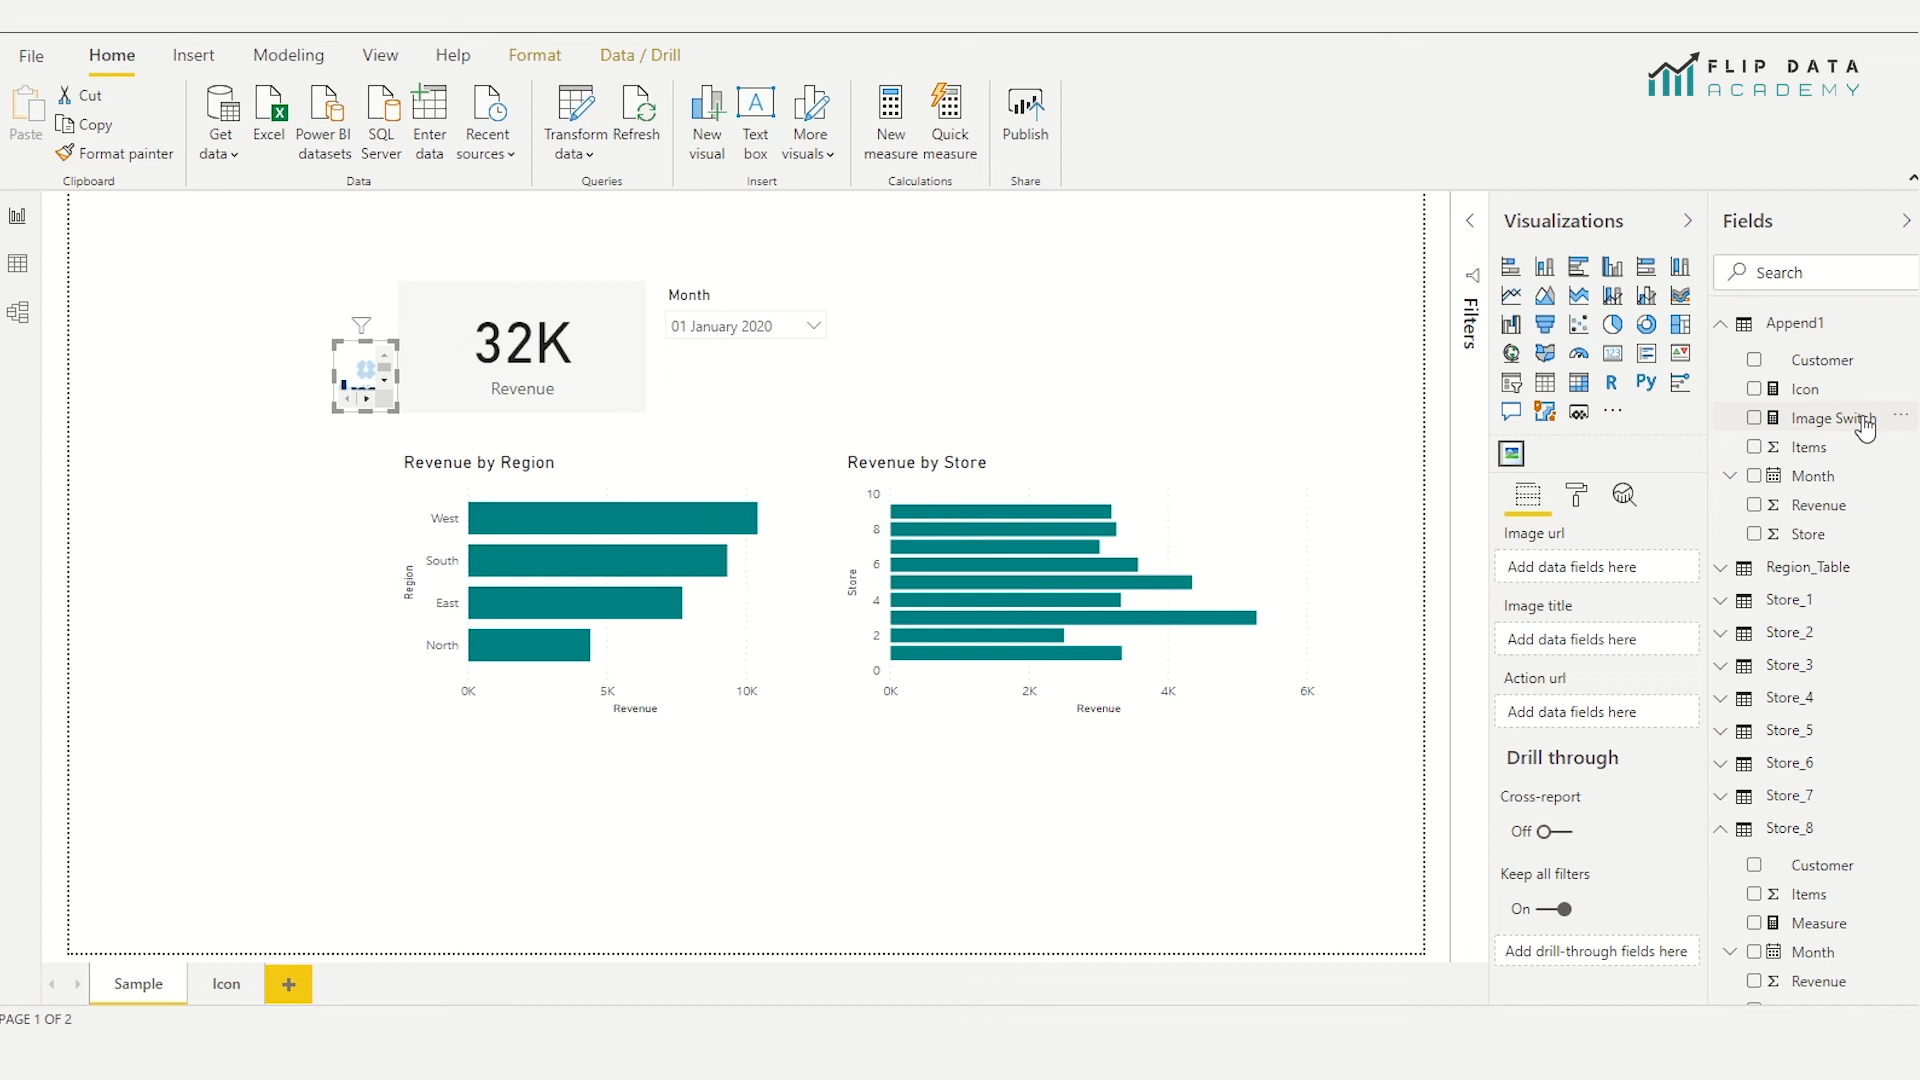 File
Home
Insert
Modeling
View
Help
Format
Data / Drill
FLIP DATA
ACADEMY
Paste
Cut
Copy
Format painter
Clipboard
Get
data
Excel
Power BI
datasets
SQL
Server
Enter
data
Recent
sources
Data
Transform
data
Refresh
Queries
New
visual
Text
box
More
visuals
Insert
New
measure
Quick
measure
Calculations
Publish
Share
32K
Revenue
Month
01 January 2020
Revenue by Region
West
South
East
North
Region
0K
5K
10K
Revenue
Revenue by Store
10
8
6
4
2
0
Store
0K
2K
4K
6K
Revenue
Filters
Visualizations
R
Py
123
Image url
Add data fields here
Image title
Add data fields here
Action url
Add data fields here
Drill through
Cross-report
Off
Keep all filters
On
Add drill-through fields here
Fields
Search
Append1
Customer
Icon
Image Switch
Items
Month
Revenue
Store
Region_Table
Store_1
Store_2
Store_3
Store_4
Store_5
Store_6
Store_7
Store_8
Customer
Items
Measure
Month
Revenue
Sample
Icon
PAGE 1 OF 2